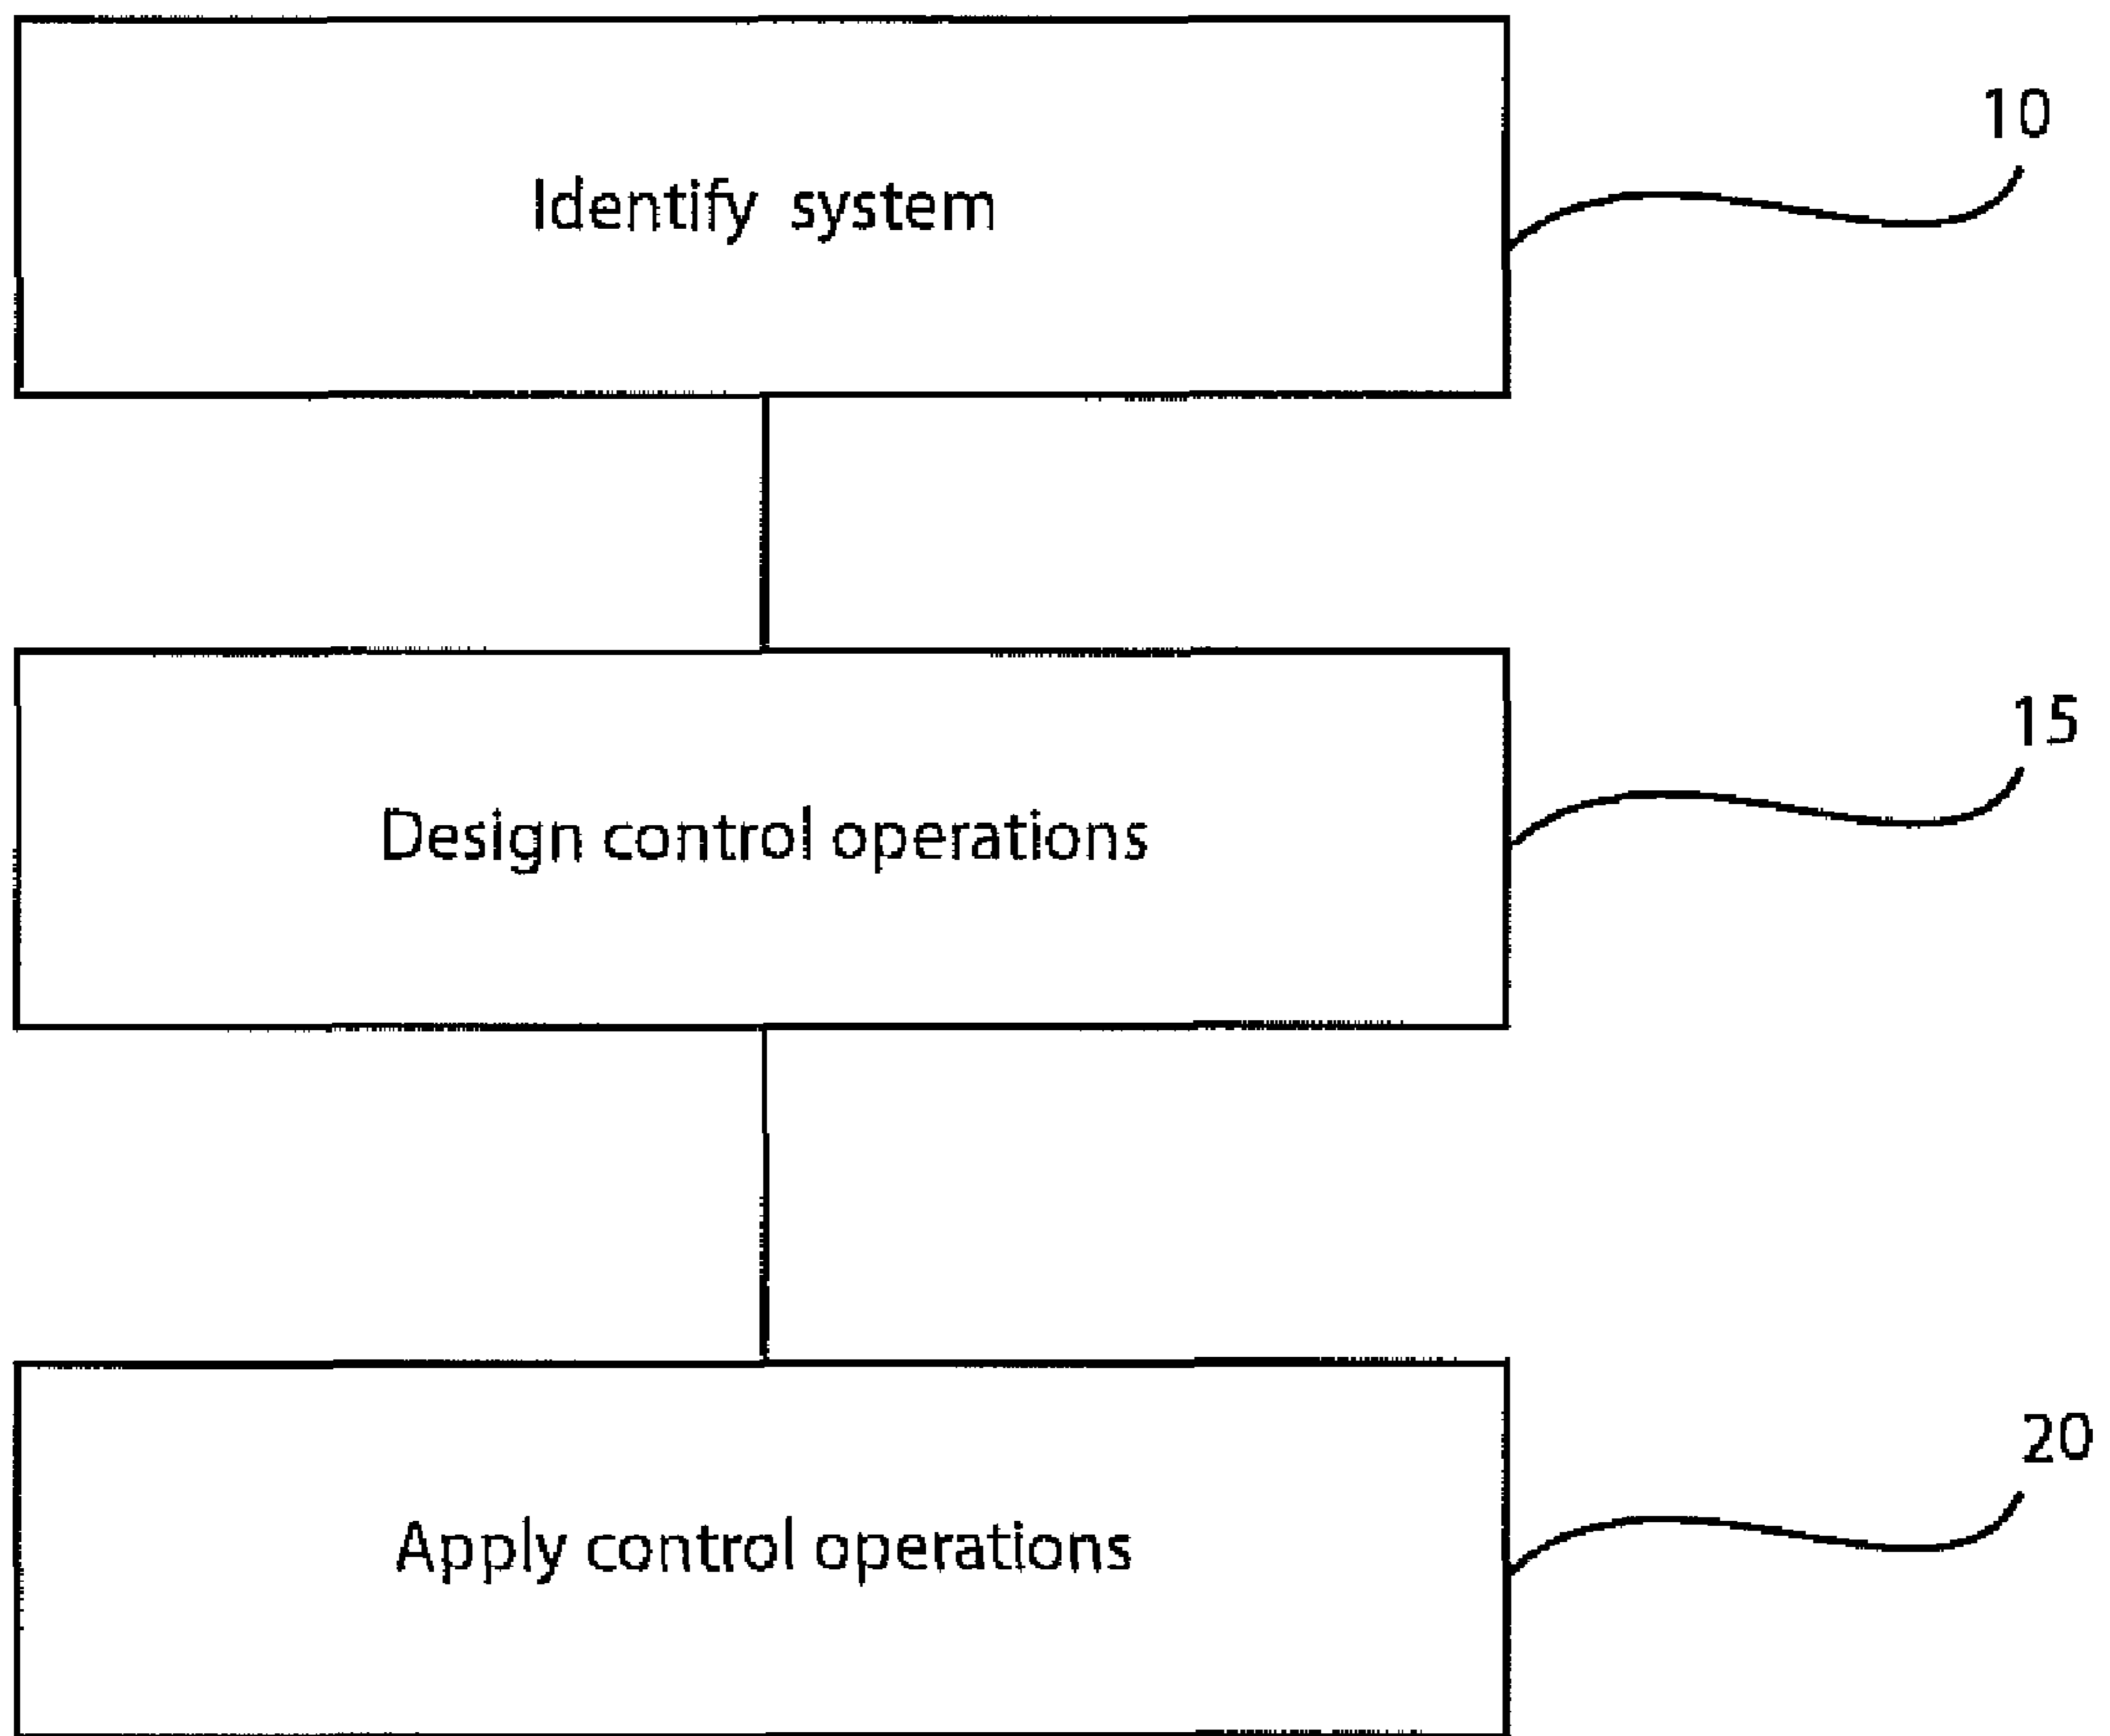 10
Identify system
15
Design control operations
20
Apply control operations